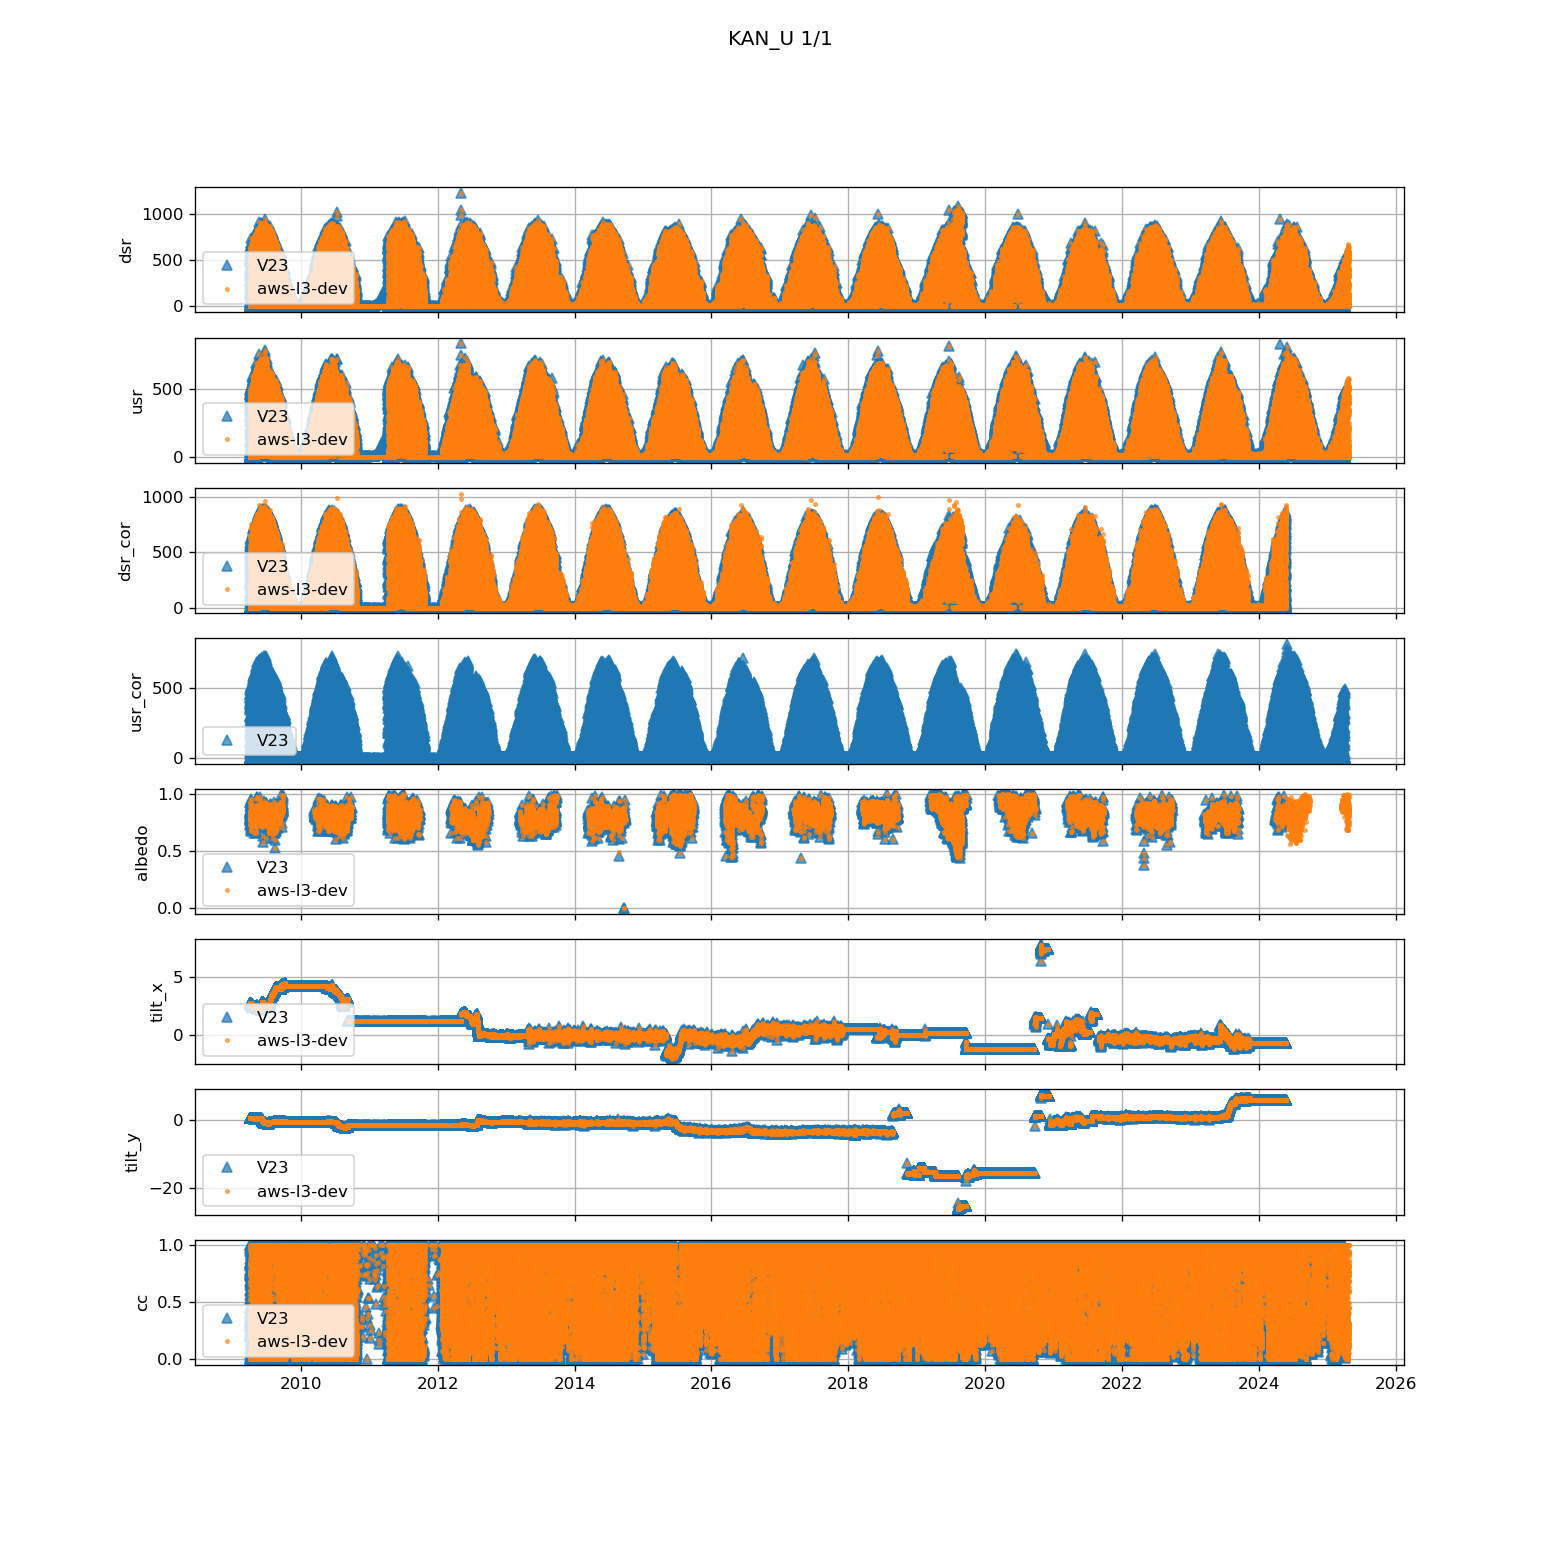 KAN_U 1/1
dsr
1000
500
0
V23
aws-l3-dev
usr
500
0
V23
aws-l3-dev
dsr_cor
1000
500
0
V23
aws-l3-dev
usr_cor
500
0
V23
albedo
1.0
0.5
0.0
V23
aws-l3-dev
tilt_x
5
0
V23
aws-l3-dev
tilt_y
0
−20
V23
aws-l3-dev
cc
1.0
0.5
0.0
V23
aws-l3-dev
2010 2012 2014 2016 2018 2020 2022 2024 2026